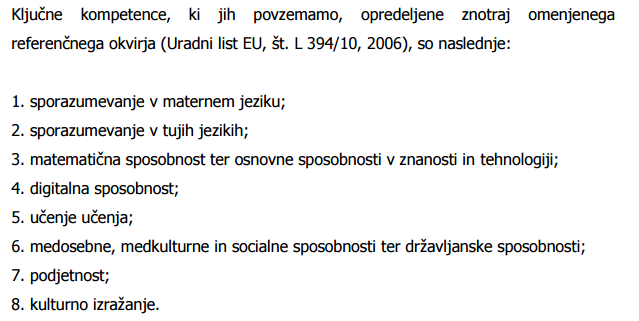 Ključne kompetence, ki jih povzemamo, opredeljene znotraj omenjenega
referenčnega okvirja (Uradni list EU, št. L 394/10, 2006), so naslednje:
1. sporazumevanje v maternem jeziku;
2. sporazumevanje v tujih jezikih;
3. matematična sposobnost ter osnovne sposobnosti v znanosti in tehnologiji;
4. digitalna sposobnost;
5. učenje učenja;
6. medosebne, medkulturne in socialne sposobnosti ter državljanske sposobnosti;
7. podjetnost;
8. kulturno izražanje.